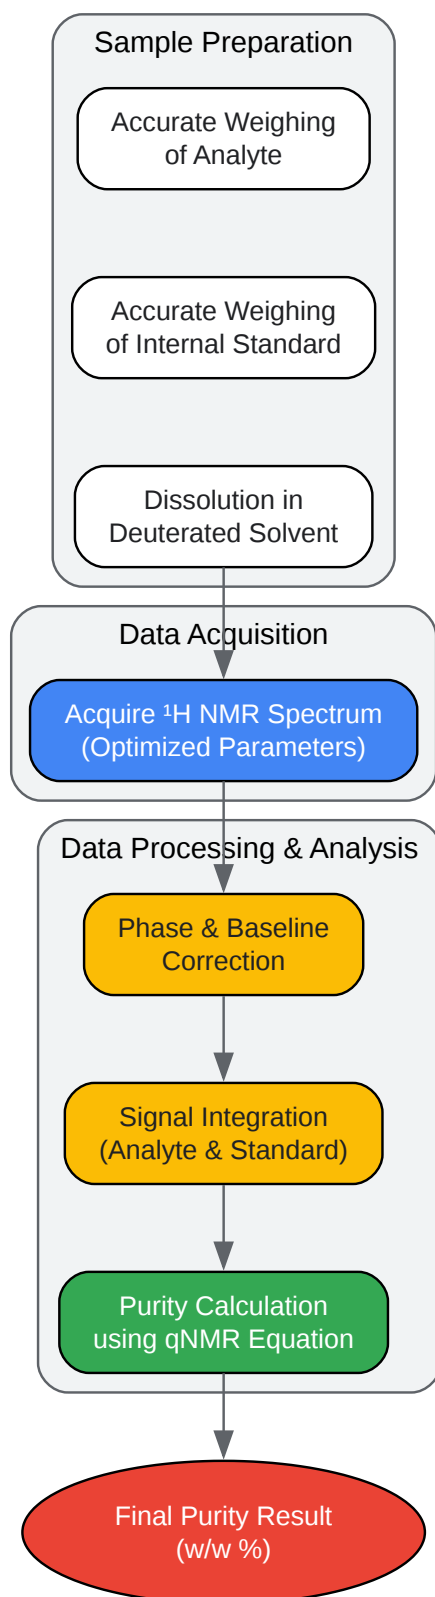 Sample Preparation
Accurate Weighing
of Analyte
Accurate Weighing
of Internal Standard
Dissolution in
Deuterated Solvent
Data Acquisition
Acquire ¹H NMR Spectrum
(Optimized Parameters)
Data Processing & Analysis
Phase & Baseline
Correction
Signal Integration
(Analyte & Standard)
Purity Calculation
using qNMR Equation
Final Purity Result
(w/w %)